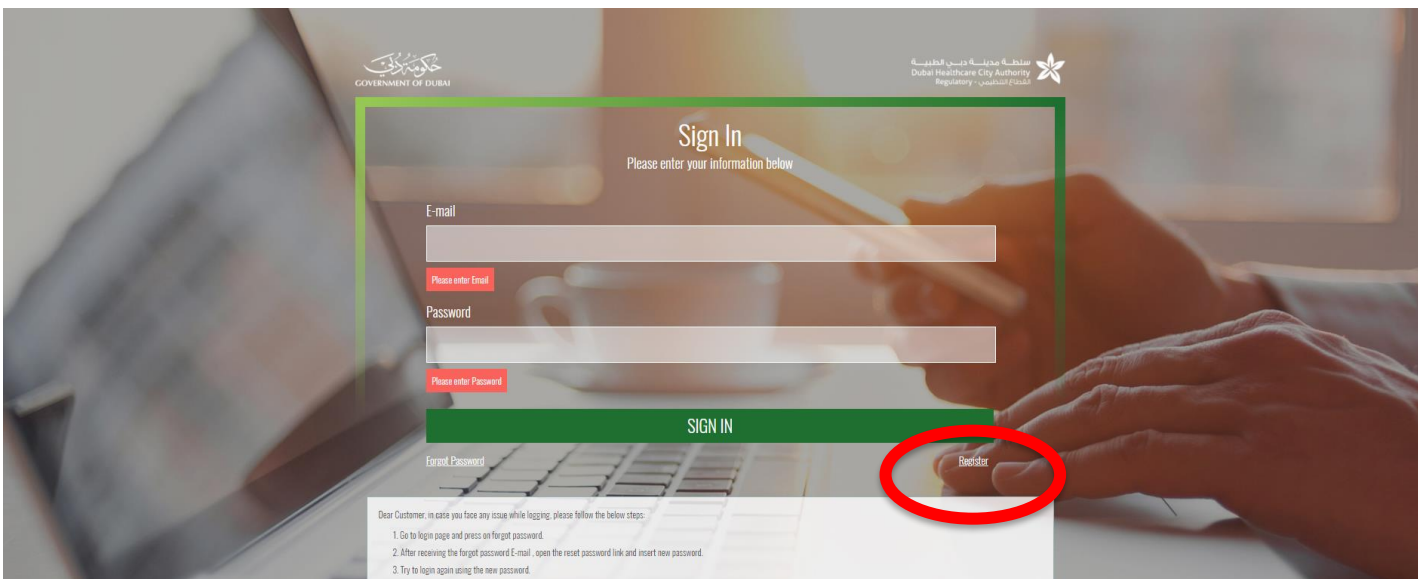 حكومة دبي
GOVERNMENT OF DUBAI
سلطـة مدينـــة دبــي الطبيـــة
Dubai Healthcare City Authority
القطاع التنظيمي - Regulatory
Sign In
Please enter your information below
E-mail
Please enter Email
Password
Please enter Password
SIGN IN
Forgot Password
Register
Dear Customer, in case you face any issue while logging, please follow the below steps:
1. Go to login page and press on forgot password.
2. After receiving the forgot password E-mail , open the reset password link and insert new password.
3. Try to login again using the new password.